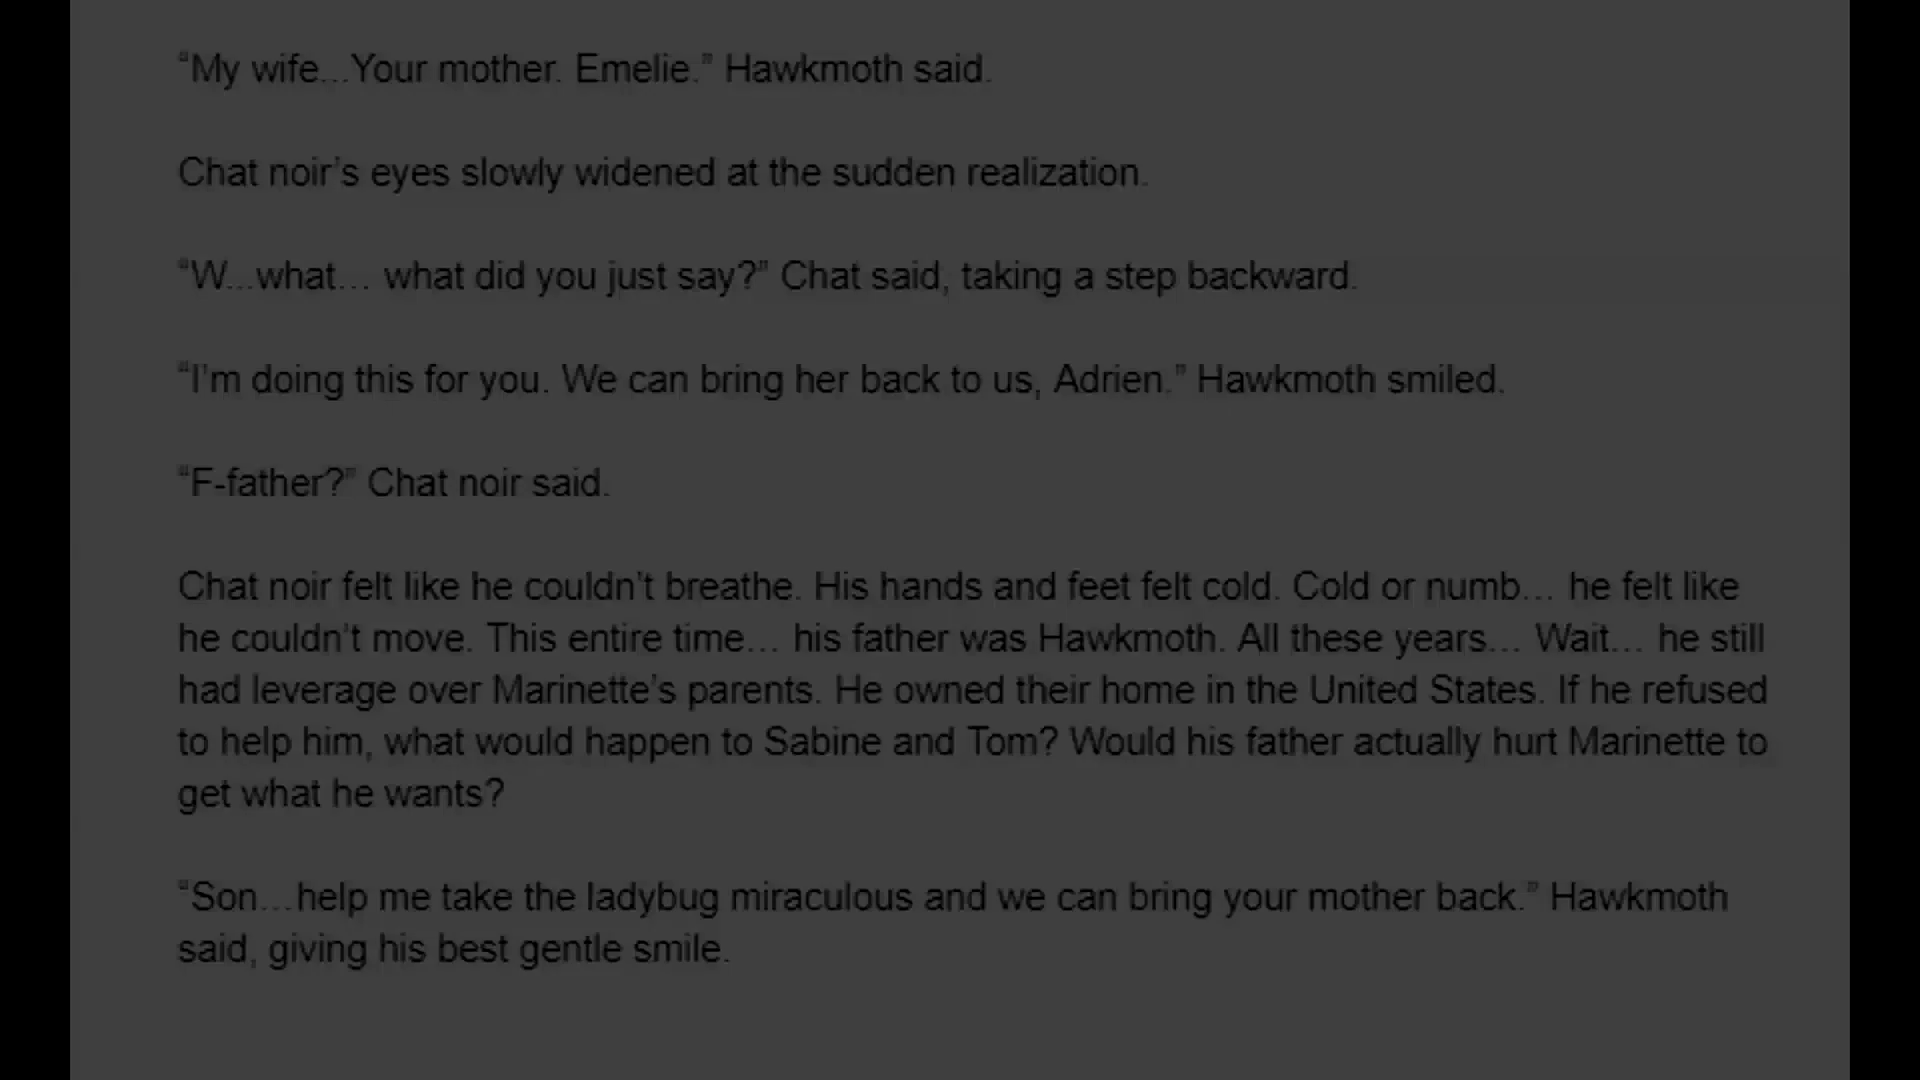 “My wife...Your mother. Emelie.” Hawkmoth said.
Chat noir’s eyes slowly widened at the sudden realization.
“W...what... what did you just say?” Chat said, taking a step backward.
“I’m doing this for you. We can bring her back to us, Adrien.” Hawkmoth smiled.
“F-father?” Chat noir said.
Chat noir felt like he couldn’t breathe. His hands and feet felt cold. Cold or numb... he felt like
he couldn’t move. This entire time... his father was Hawkmoth. All these years... Wait... he still
had leverage over Marinette’s parents. He owned their home in the United States. If he refused
to help him, what would happen to Sabine and Tom? Would his father actually hurt Marinette to
get what he wants?
“Son...help me take the ladybug miraculous and we can bring your mother back.” Hawkmoth
said, giving his best gentle smile.